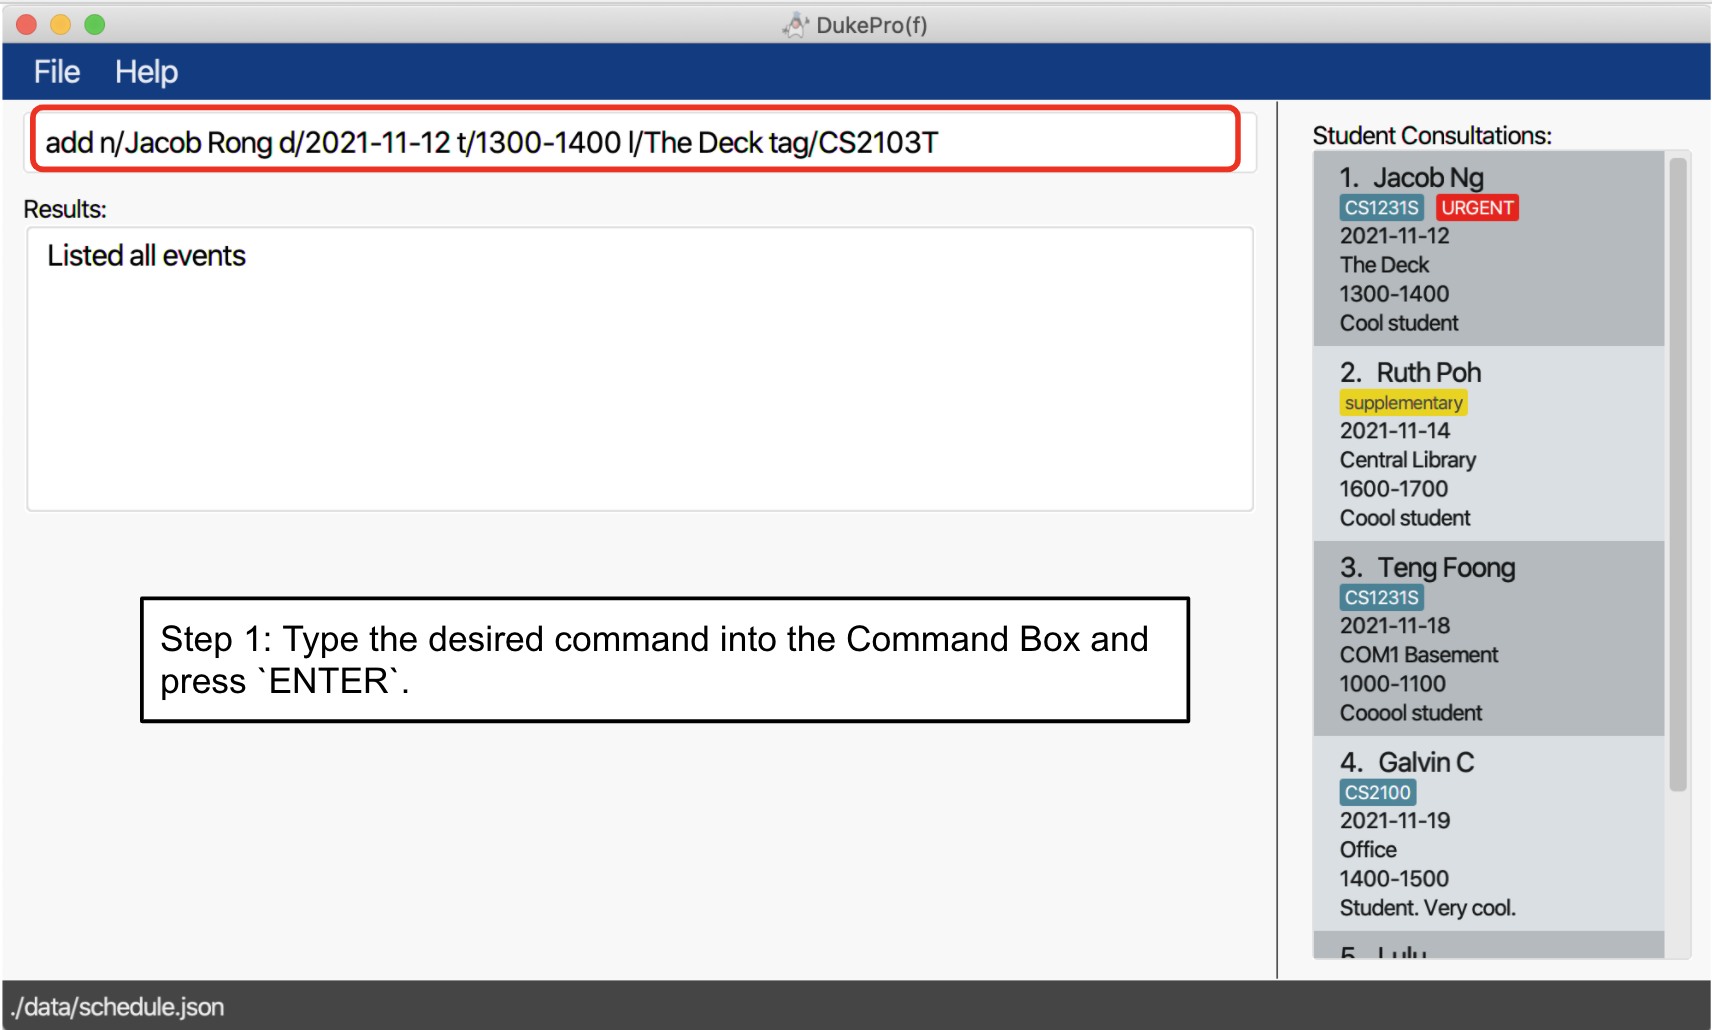 DukePro(f)
File Help
add n/Jacob Rong d/2021-11-12 t/1300-1400 l/The Deck tag/CS2103T
Results:
Listed all events
Step 1: Type the desired command into the Command Box and
press `ENTER`.
Student Consultations:
1. Jacob Ng
CS1231S URGENT
2021-11-12
The Deck
1300-1400
Cool student
2. Ruth Poh
supplementary
2021-11-14
Central Library
1600-1700
Coool student
3. Teng Foong
CS1231S
2021-11-18
COM1 Basement
1000-1100
Cooool student
4. Galvin C
CS2100
2021-11-19
Office
1400-1500
Student. Very cool.
5. Lulu
./data/schedule.json